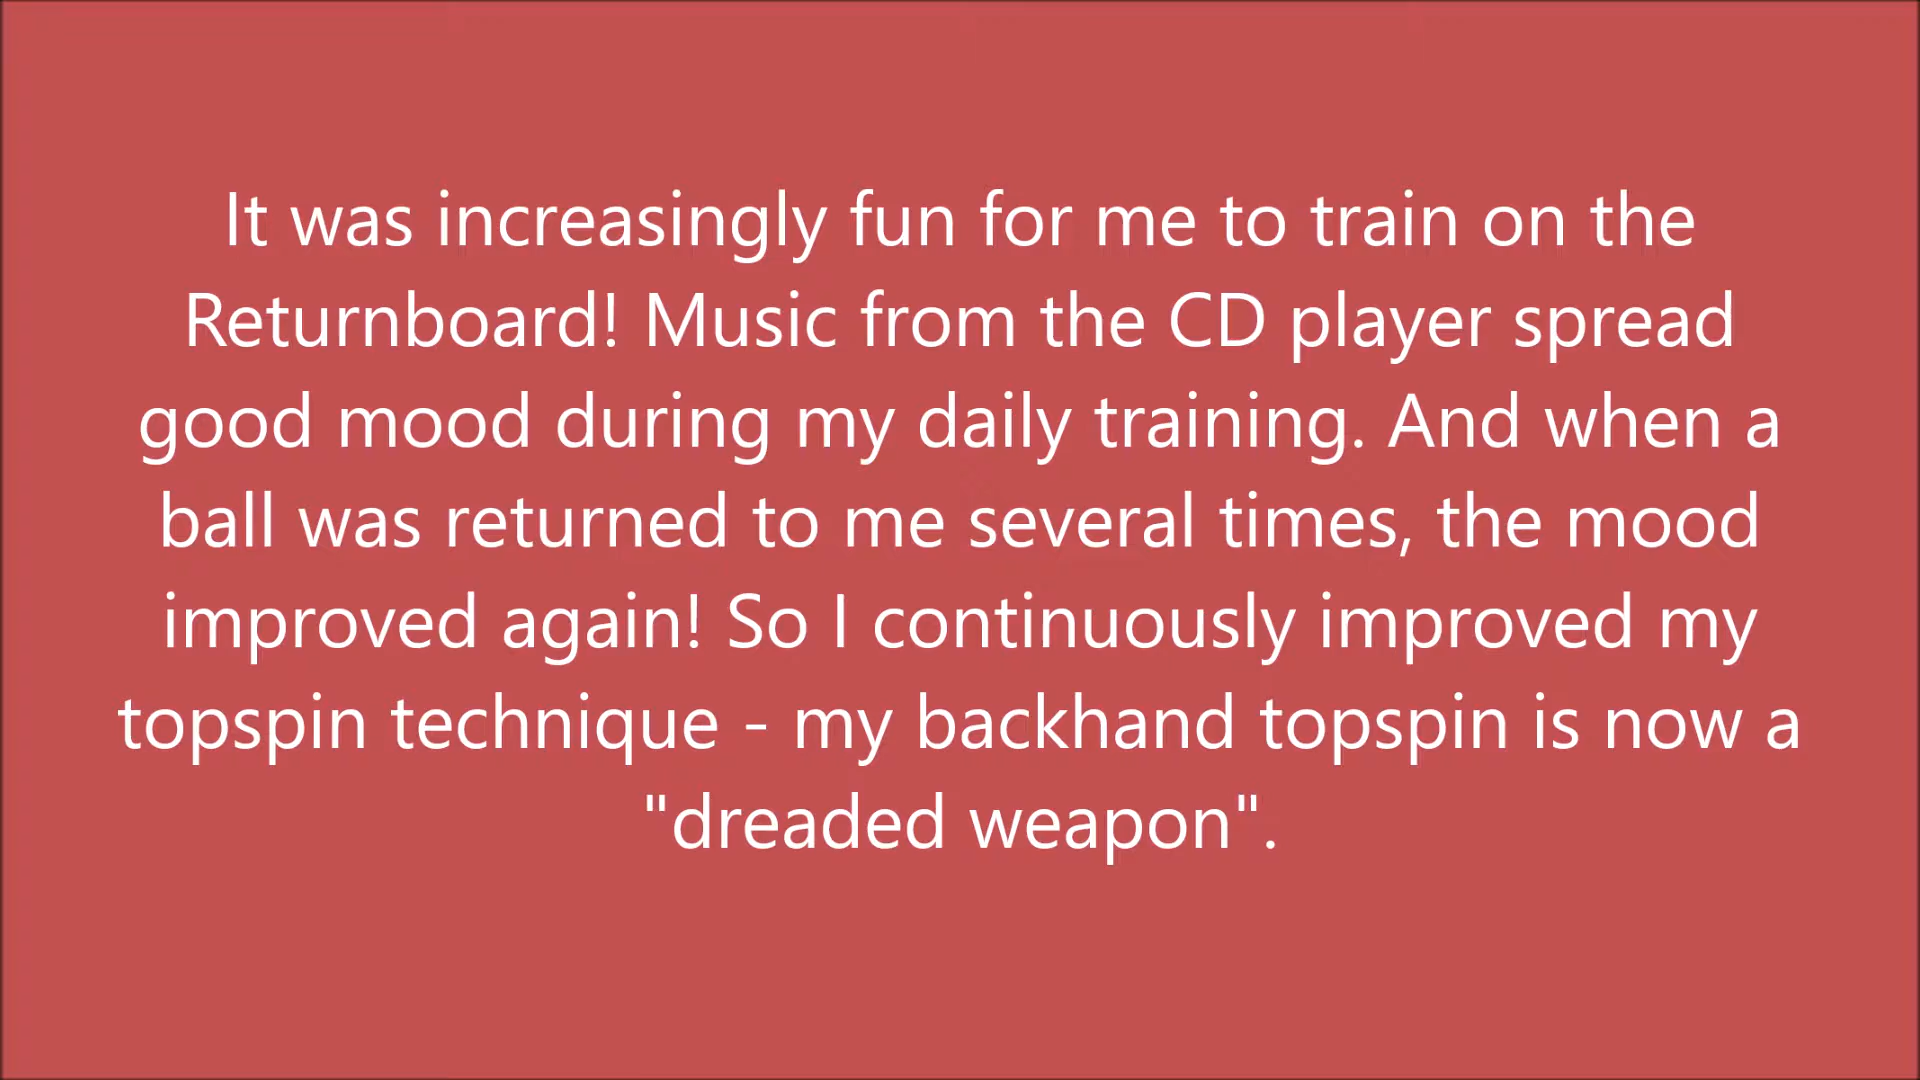 It was increasingly fun for me to train on the
Returnboard! Music from the CD player spread
good mood during my daily training. And when a
ball was returned to me several times, the mood
improved again! So I continuously improved my
topspin technique - my backhand topspin is now a
"dreaded weapon".